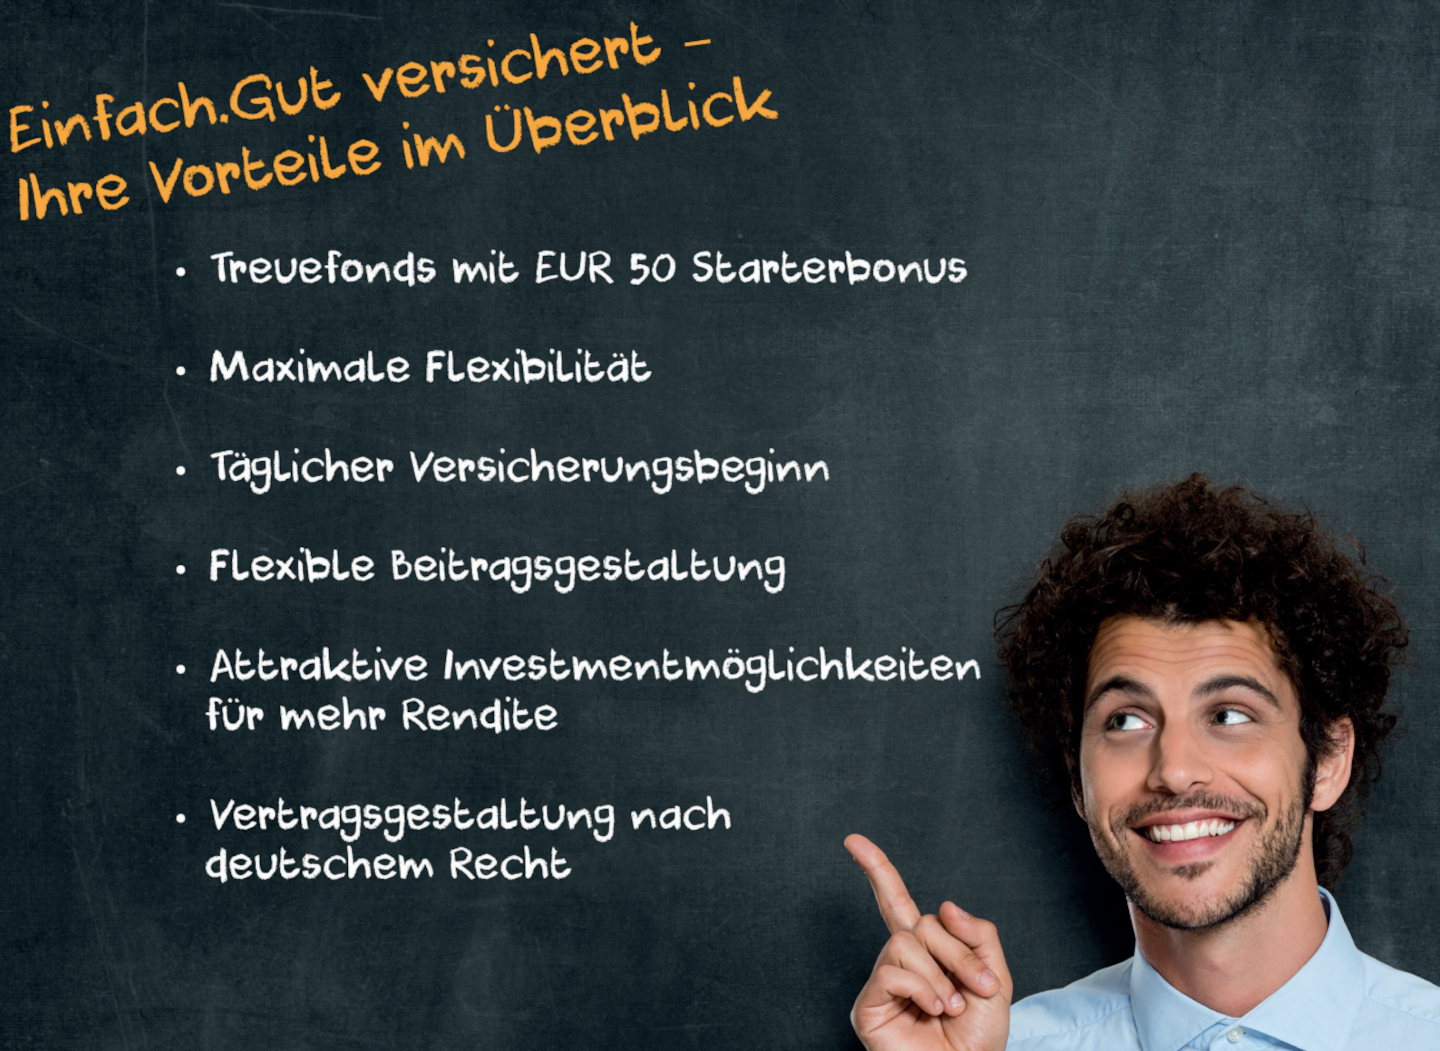 Einfach.Gut versichert –
Ihre Vorteile im Überblick
• Treuefonds mit EUR 50 Starterbonus
• Maximale Flexibilität
• Täglicher Versicherungsbeginn
• Flexible Beitragsgestaltung
• Attraktive Investmentmöglichkeiten
für mehr Rendite
• Vertragsgestaltung nach
deutschem Recht